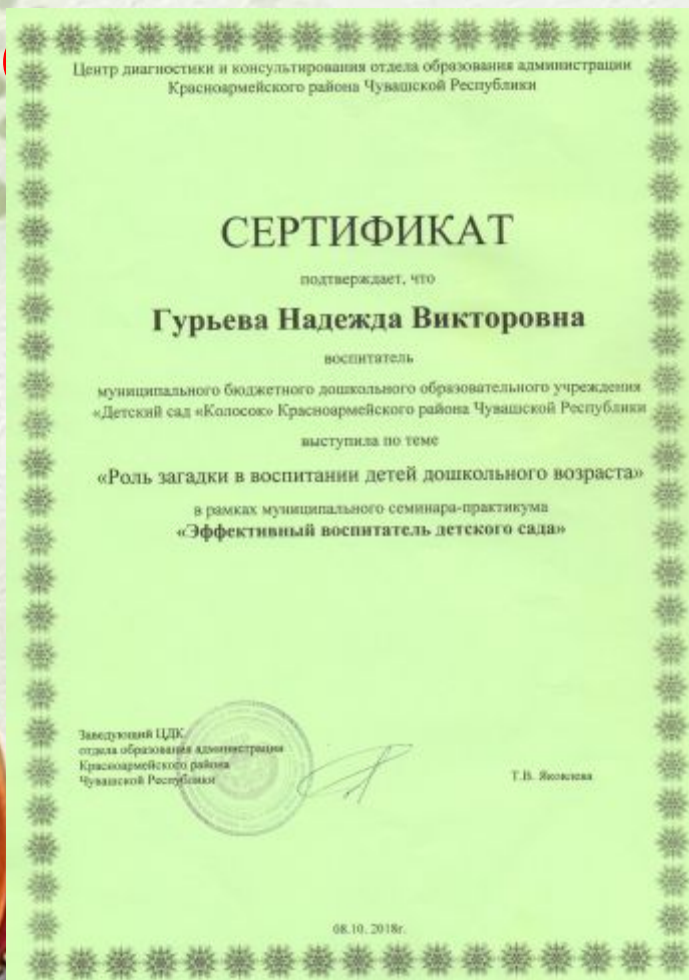 Центр диагностики и консультирования отдела образования администрации
Красноармейского района Чувашской Республики
СЕРТИФИКАТ
подтверждает, что
Гурьева Надежда Викторовна
воспитатель
муниципального бюджетного дошкольного образовательного учреждения
«Детский сад «Колосок» Красноармейского района Чувашской Республики
выступила по теме
«Роль загадки в воспитании детей дошкольного возраста»
в рамках муниципального семинара-практикума
«Эффективный воспитатель детского сада»
Заведующий ЦДК
отдела образования администрации
Красноармейского района
Чувашской Республики
Т.В. Яковлева
08.10. 2018г.